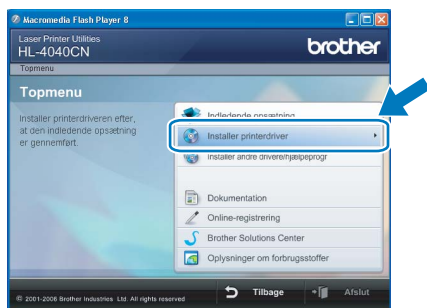 Macromedia Flash Player 8
Laser Printer Utilities
HL-4040CN
brother
Topmenu
Topmenu
Installer printerdriveren efter,
at den indledende opsætning
er gennemført.
Indledende opsætning
Installer printerdriver
Installer andre drivere/hjælpeprogr
Dokumentation
Online-registrering
Brother Solutions Center
Oplysninger om forbrugsstoffer
© 2001-2006 Brother Industries Ltd. All rights reserved
Tilbage
Afslut